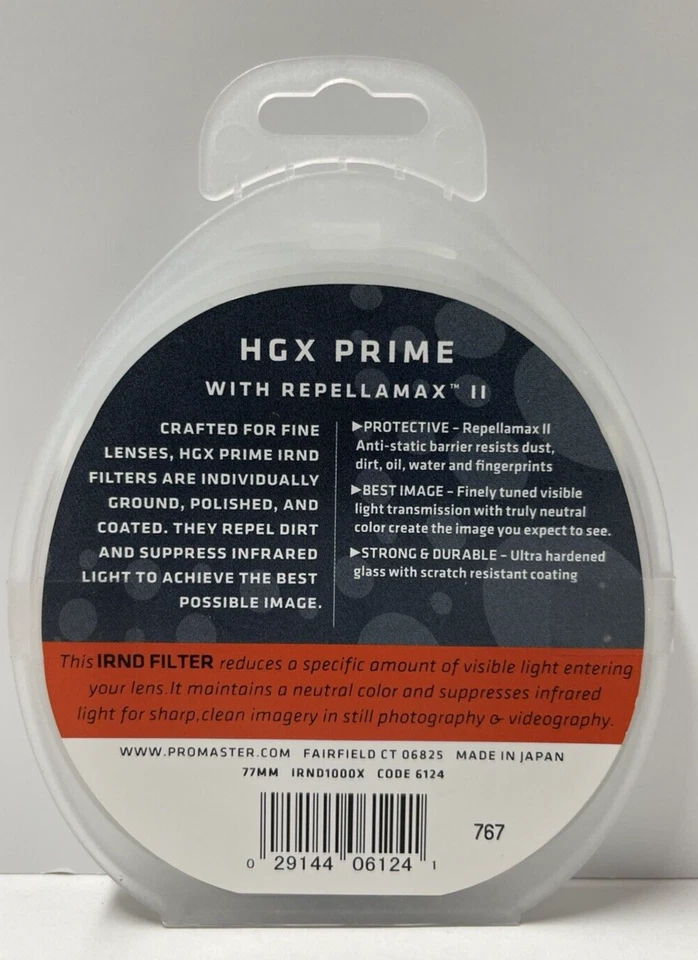 HGX PRIME
WITH REPELLAMAX™ II
CRAFTED FOR FINE
LENSES, HGX PRIME IRND
FILTERS ARE INDIVIDUALLY
GROUND, POLISHED, AND
COATED. THEY REPEL DIRT
AND SUPPRESS INFRARED
LIGHT TO ACHIEVE THE BEST
POSSIBLE IMAGE.
▶PROTECTIVE – Repellamax II
Anti-static barrier resists dust,
dirt, oil, water and fingerprints
▶BEST IMAGE – Finely tuned visible
light transmission with truly neutral
color create the image you expect to see.
▶STRONG & DURABLE – Ultra hardened
glass with scratch resistant coating
This IRND FILTER reduces a specific amount of visible light entering
your lens.It maintains a neutral color and suppresses infrared
light for sharp,clean imagery in still photography & videography.
WWW.PROMASTER.COM FAIRFIELD CT 06825 MADE IN JAPAN
77MM IRND1000X CODE 6124
767
0 29144 06124 1